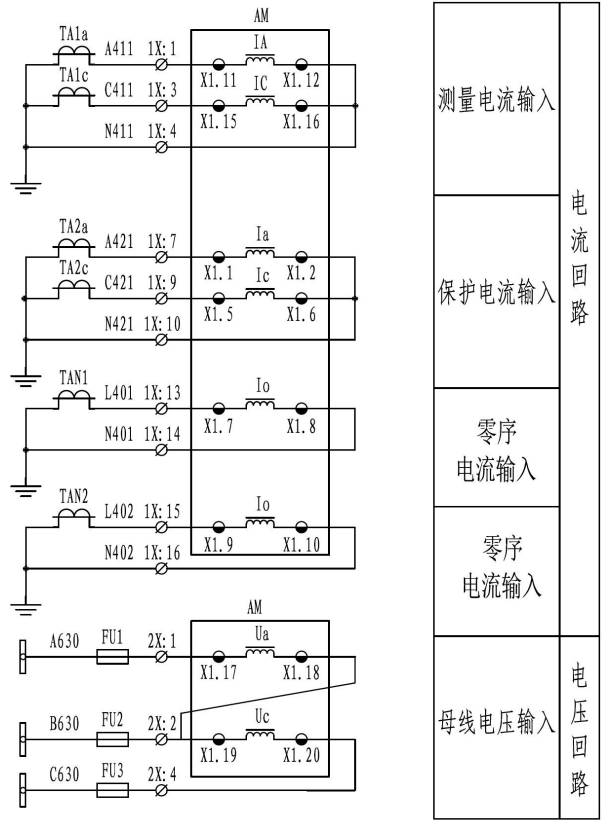 AM
TA1a A411 1X:1 IA
X1.11 X1.12
TA1c C411 1X:3 IC
X1.15 X1.16
N411 1X:4
测量电流输入
TA2a A421 1X:7 Ia
X1.1 X1.2
TA2c C421 1X:9 Ic
X1.5 X1.6
N421 1X:10
保护电流输入
电流回路
TAN1 L401 1X:13 Io
X1.7 X1.8
N401 1X:14
零序
电流输入
TAN2 L402 1X:15 Io
X1.9 X1.10
N402 1X:16
零序
电流输入
AM
A630 FU1 2X:1 Ua
X1.17 X1.18
B630 FU2 2X:2 Uc
X1.19 X1.20
C630 FU3 2X:4
母线电压输入
电压回路